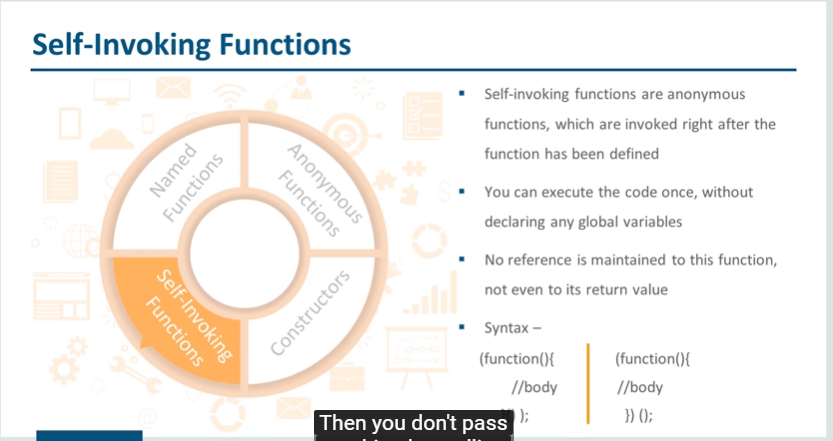 Self-Invoking Functions
Named
Functions
Anonymous
Functions
Self-Invoking
Functions
Constructors
▪ Self-invoking functions are anonymous
functions, which are invoked right after the
function has been defined
▪ You can execute the code once, without
declaring any global variables
▪ No reference is maintained to this function,
not even to its return value
▪ Syntax –
(function(){
//body
);
(function(){
//body
}) ();
Then you don't pass